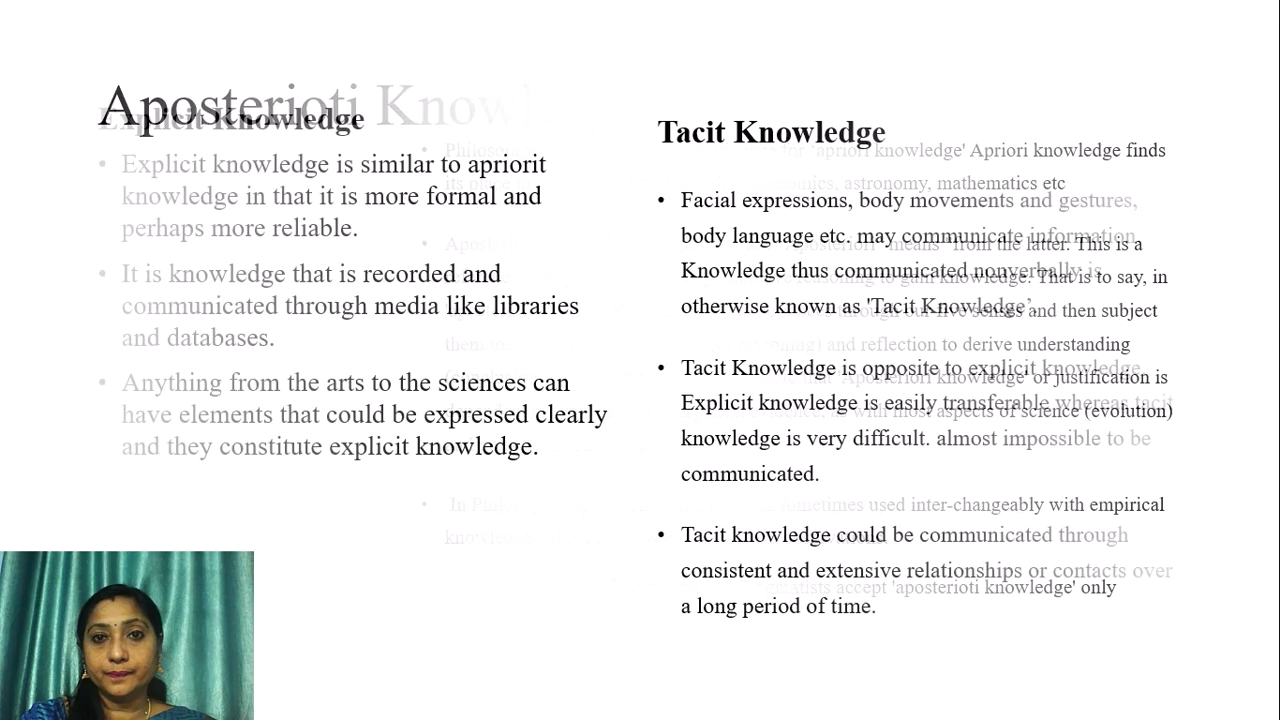 Aposterioti Know
Explicit Knowledge
• Explicit knowledge is similar to apriorit
knowledge in that it is more formal and
perhaps more reliable.
• It is knowledge that is recorded and
communicated through media like libraries
and databases.
• Anything from the arts to the sciences can
have elements that could be expressed clearly
and they constitute explicit knowledge.
Tacit Knowledge
• Facial expressions, body movements and gestures,
body language etc. may communicate information
Knowledge thus communicated nonverbally is
otherwise known as 'Tacit Knowledge’.
• Tacit Knowledge is opposite to explicit knowledge
Explicit knowledge is easily transferable whereas tacit
knowledge is very difficult. almost impossible to be
communicated.
• Tacit knowledge could be communicated through
consistent and extensive relationships or contacts over
a long period of time.
for 'apriori knowledge' Apriori knowledge finds
astronomy, mathematics etc
means "from the latter. This is a
reasoning to gain knowledge. That is to say, in
through our five senses and then subject
and reflection to derive understanding
'Aposteriori knowledge' or justification is
with most aspects of science (evolution)
sometimes used inter-changeably with empirical
accept 'aposterioti knowledge' only